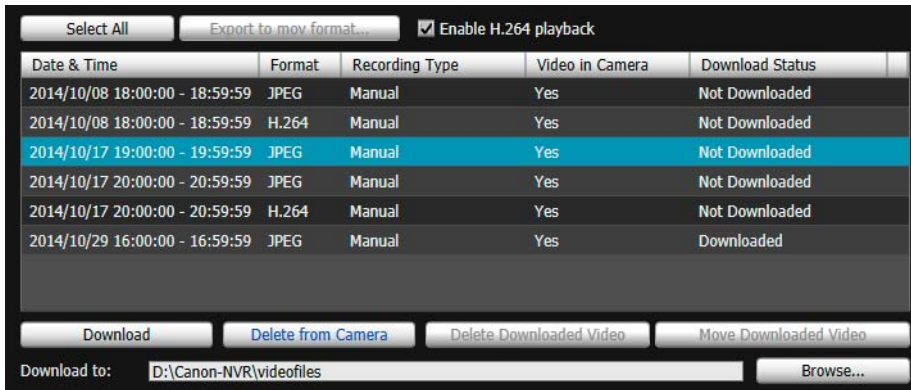 Select All Export to mov format... Enable H.264 playback
Date & Time Format Recording Type Video in Camera Download Status
2014/10/08 18:00:00 - 18:59:59 JPEG Manual Yes Not Downloaded
2014/10/08 18:00:00 - 18:59:59 H.264 Manual Yes Not Downloaded
2014/10/17 19:00:00 - 19:59:59 JPEG Manual Yes Not Downloaded
2014/10/17 20:00:00 - 20:59:59 JPEG Manual Yes Not Downloaded
2014/10/17 20:00:00 - 20:59:59 H.264 Manual Yes Not Downloaded
2014/10/29 16:00:00 - 16:59:59 JPEG Manual Yes Downloaded
Download Delete from Camera Delete Downloaded Video Move Downloaded Video
Download to: D:\Canon-NVR\videofiles Browse...